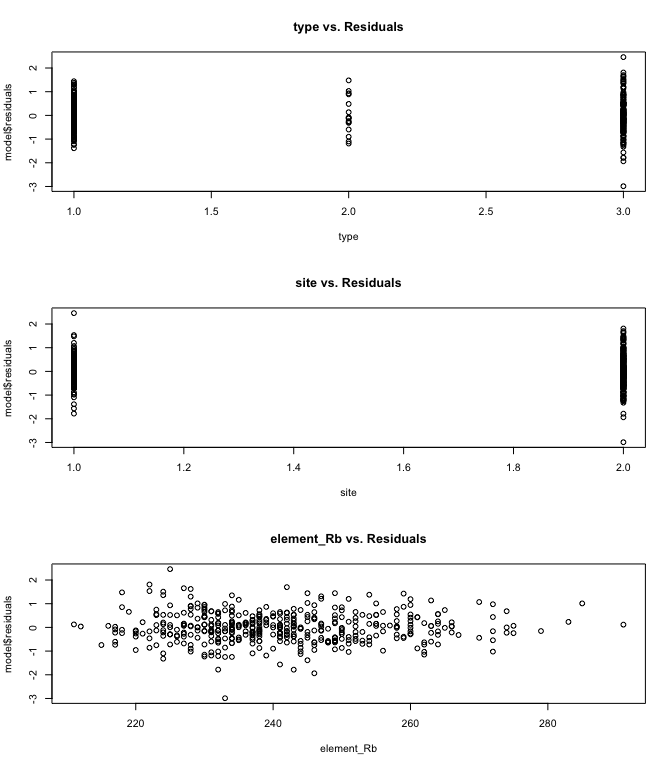 type vs. Residuals
model$residuals
2
1
0
-1
-2
-3
1.0 1.5 2.0 2.5 3.0
type
site vs. Residuals
model$residuals
2
1
0
-1
-2
-3
1.0 1.2 1.4 1.6 1.8 2.0
site
element_Rb vs. Residuals
model$residuals
2
1
0
-1
-2
-3
220 240 260 280
element_Rb